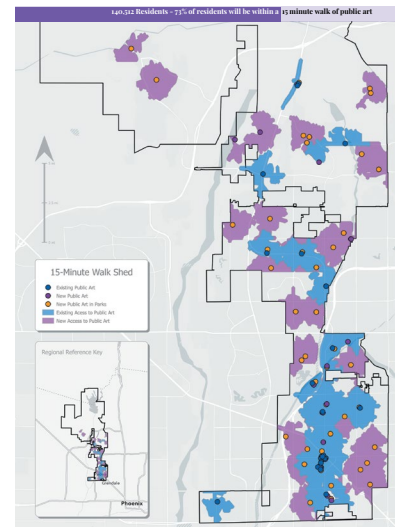 140,512 Residents - 73% of residents will be within a 15 minute walk of public art
15-Minute Walk Shed
Existing Public Art
New Public Art
New Public Art in Parks
Existing Acess to Public Art
New Access to Public Art
Regional Reference Key
Glendale
Phoenix